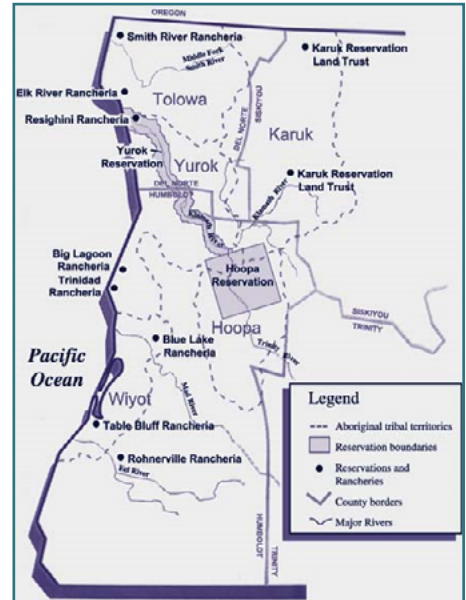 OREGON
Smith River Rancheria
Middle Fork
Smith River
Karuk Reservation
Land Trust
Elk River Rancheria
Tolowa
Resighini Rancheria
DEL NORTE
SISKIYOU
Karuk
Yurok
Reservation
Yurok
Karuk Reservation
Land Trust
DEL NORTE
HUMBOLDT
Klamath River
Klamath River
Big Lagoon
Rancheria
Trinidad
Rancheria
Hoopa
Reservation
Hoopa
SISKIYOU
TRINITY
Trinity River
Blue Lake
Rancheria
Pacific
Ocean
Mad River
Wiyot
Table Bluff Rancheria
Rohnerville Rancheria
Eel River
HUMBOLDT
TRINITY
Legend
Aboriginal tribal territories
Reservation boundaries
Reservations and
Rancheries
County borders
Major Rivers